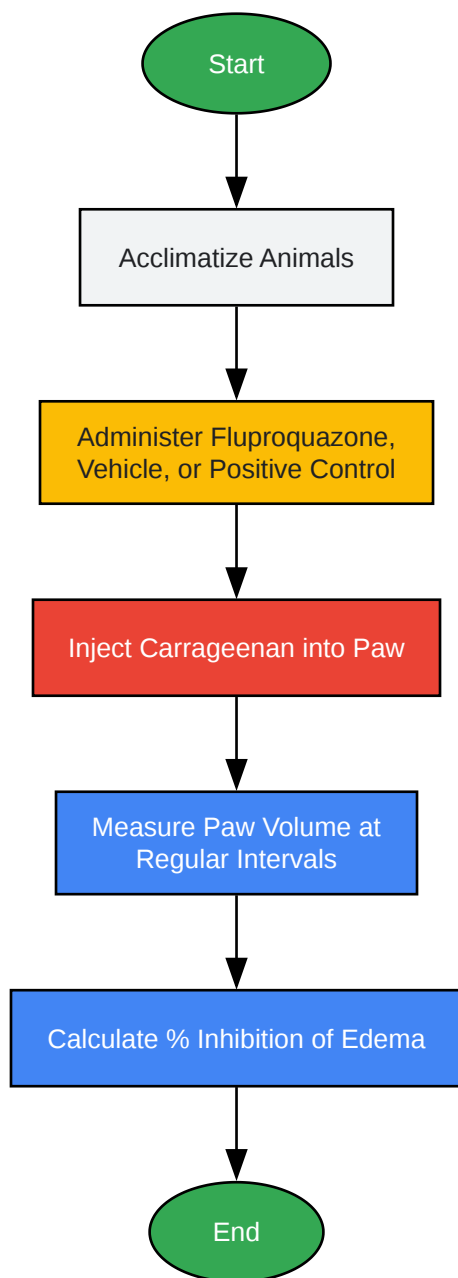 Start
Acclimatize Animals
Administer Fluproquazone,
Vehicle, or Positive Control
Inject Carrageenan into Paw
Measure Paw Volume at
Regular Intervals
Calculate % Inhibition of Edema
End